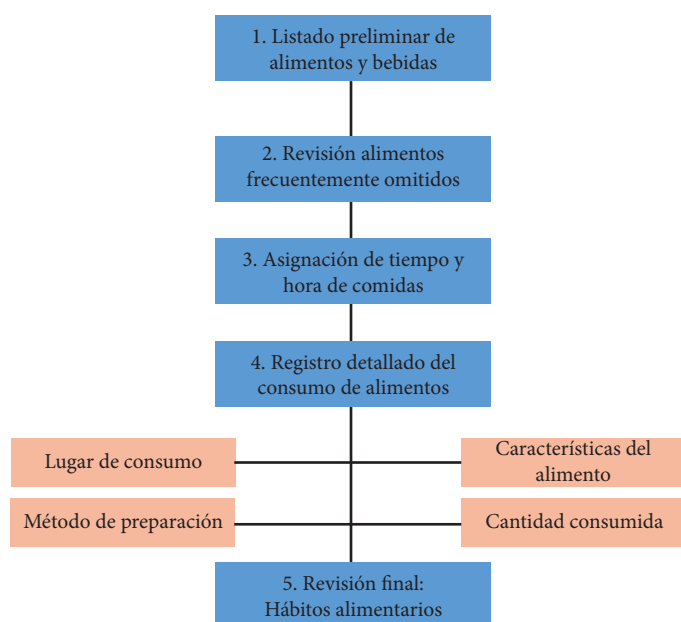 1. Listado preliminar de
alimentos y bebidas
2. Revisión alimentos
frecuentemente omitidos
3. Asignación de tiempo y
hora de comidas
4. Registro detallado del
consumo de alimentos
Lugar de consumo
Características del
alimento
Método de preparación
Cantidad consumida
5. Revisión final:
Hábitos alimentarios